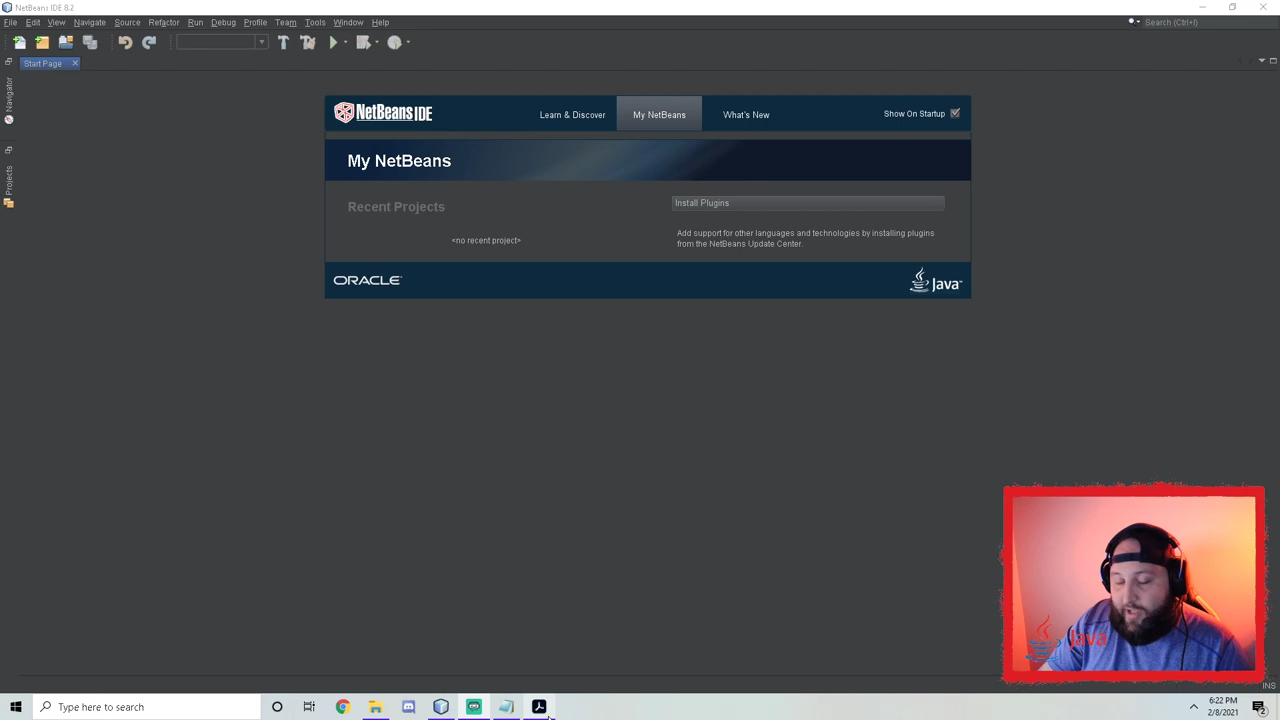 NetBeans IDE 8.2
File Edit View Navigate Source Refactor Run Debug Profile Team Tools Window Help
Search (Ctrl+I)
Start Page
Navigator
Projects
NetBeans IDE
Learn & Discover
My NetBeans
What's New
Show On Startup
My NetBeans
Recent Projects
<no recent project>
Install Plugins
Add support for other languages and technologies by installing plugins
from the NetBeans Update Center.
ORACLE
Java™
Java
INS
Type here to search
6:22 PM
2/8/2021
2